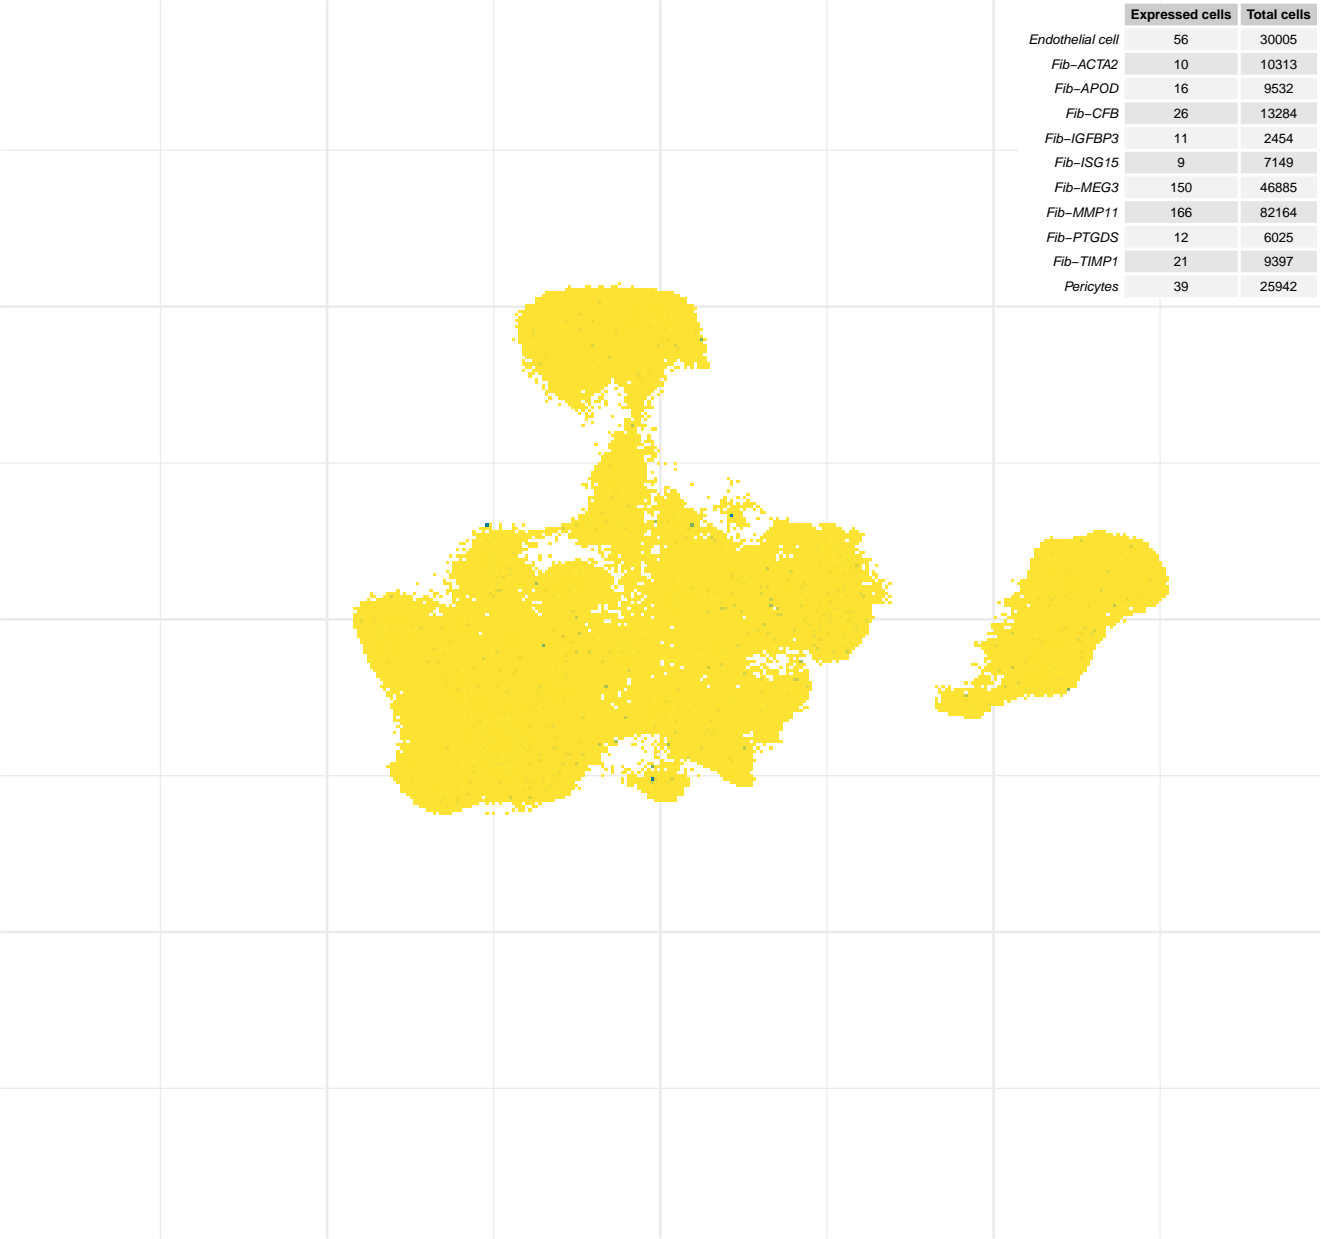 Expressed cells Total cells
Endothelial cell 56 30005
Fib−ACTA2 10 10313
Fib−APOD 16 9532
Fib−CFB 26 13284
Fib−IGFBP3 11 2454
Fib−ISG15 9 7149
Fib−MEG3 150 46885
Fib−MMP11 166 82164
Fib−PTGDS 12 6025
Fib−TIMP1 21 9397
Pericytes 39 25942